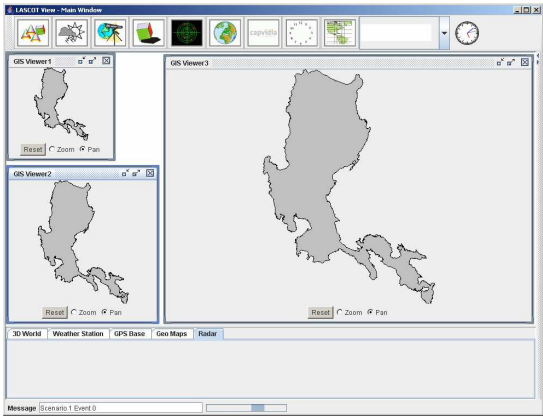 LASCOT View - Main Window
capvidia
GIS Viewer1
Reset Zoom Pan
GIS Viewer2
Reset Zoom Pan
GIS Viewer3
Reset Zoom Pan
3D World Weather Station GPS Base Geo Maps Radar
Message Scenario 1 Event 0